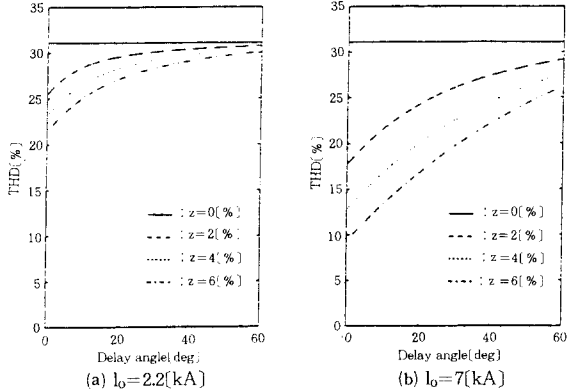 35
30
25
20
15
10
5
0
THD[%]
: z=0[%]
: z=2[%]
: z=4[%]
: z=6[%]
0 20 40 60
Delay angle[deg]
(a) lo=2.2[kA]
35
30
25
20
15
10
5
0
THD[%]
: z=0[%]
: z=2[%]
: z=4[%]
: z=6[%]
0 20 40 60
Delay angle[deg]
(b) lo=7[kA]